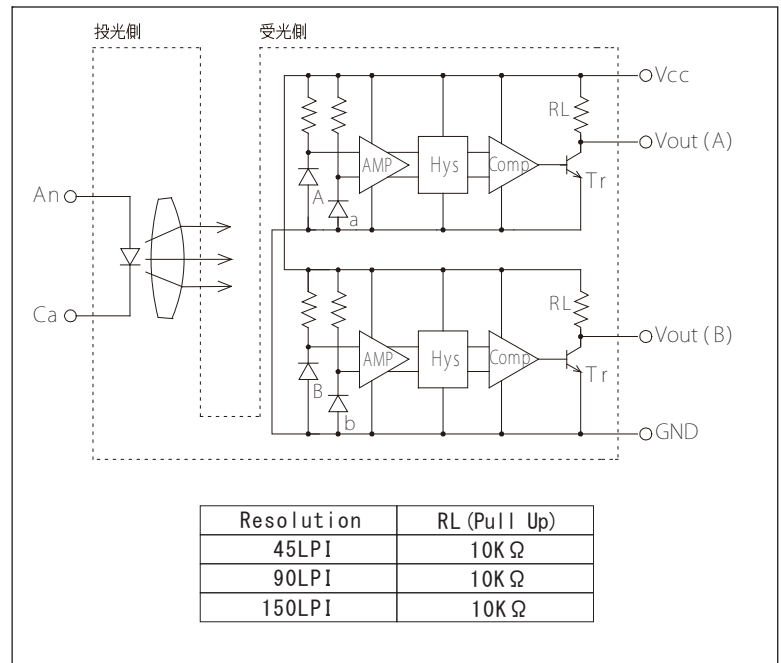 投光側
受光側
An
Ca
Vcc
RL
Vout (A)
AMP
Hys
Comp
Tr
A
a
RL
Vout (B)
AMP
Hys
Comp
Tr
B
b
GND
Resolution RL (Pull Up)
45LPI 10KΩ
90LPI 10KΩ
150LPI 10KΩ